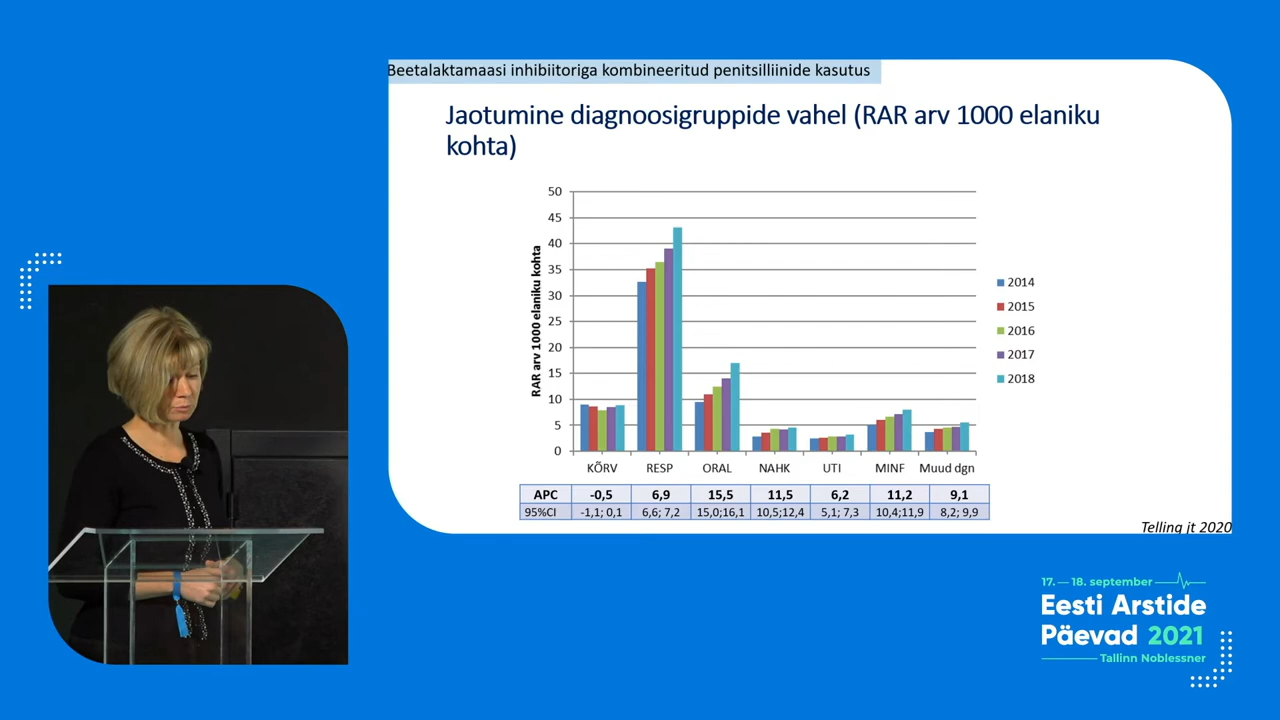 Beetalaktamaasi inhibiitoriga kombineeritud penitsilliinide kasutus
Jaotumine diagnoosigruppide vahel (RAR arv 1000 elaniku
kohta)
RAR arv 1000 elaniku kohta
50
45
40
35
30
25
20
15
10
5
0
KÕRV RESP ORAL NAHK UTI MINF Muud dgn
2014
2015
2016
2017
2018
APC -0,5 6,9 15,5 11,5 6,2 11,2 9,1
95%CI -1,1; 0,1 6,6; 7,2 15,0;16,1 10,5;12,4 5,1; 7,3 10,4;11,9 8,2; 9,9
Telling jt 2020
17. — 18. september
Eesti Arstide
Päevad 2021
Tallinn Noblessner